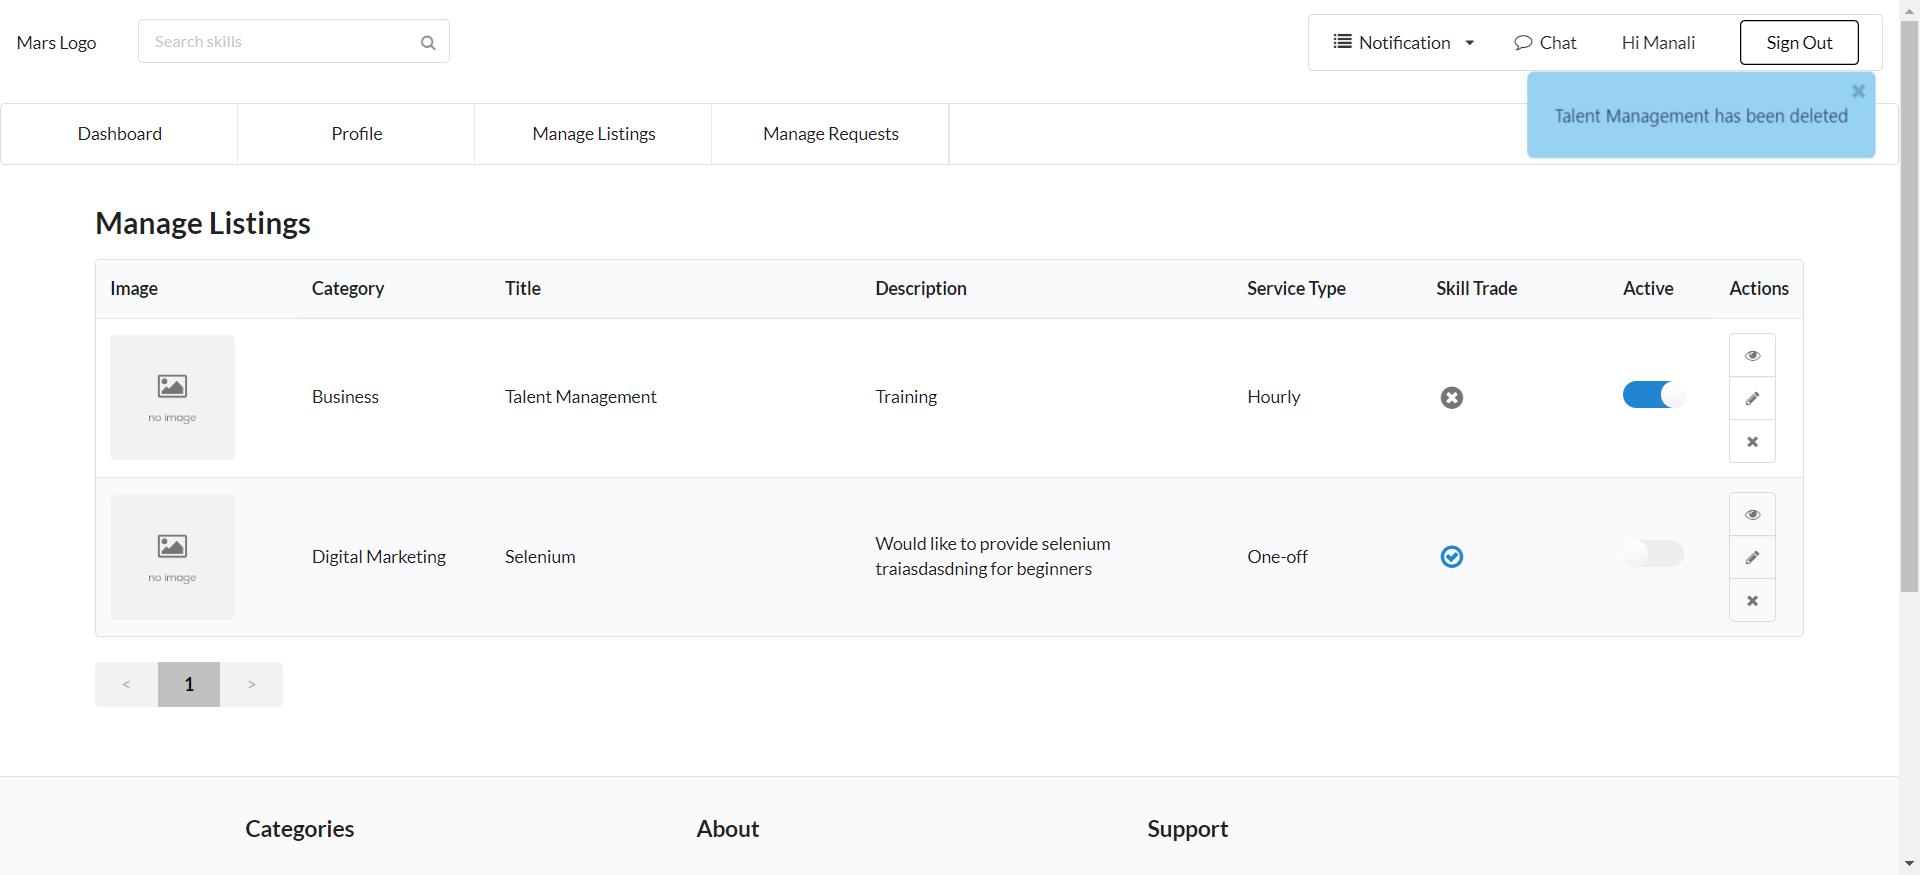 Mars Logo
Search skills
Notification
Chat
Hi Manali
Sign Out
Talent Management has been deleted
Dashboard
Profile
Manage Listings
Manage Requests
Manage Listings
Image
Category
Title
Description
Service Type
Skill Trade
Active
Actions
no image
Business
Talent Management
Training
Hourly
no image
Digital Marketing
Selenium
Would like to provide selenium
traiasdasdning for beginners
One-off
<
1
>
Categories
About
Support